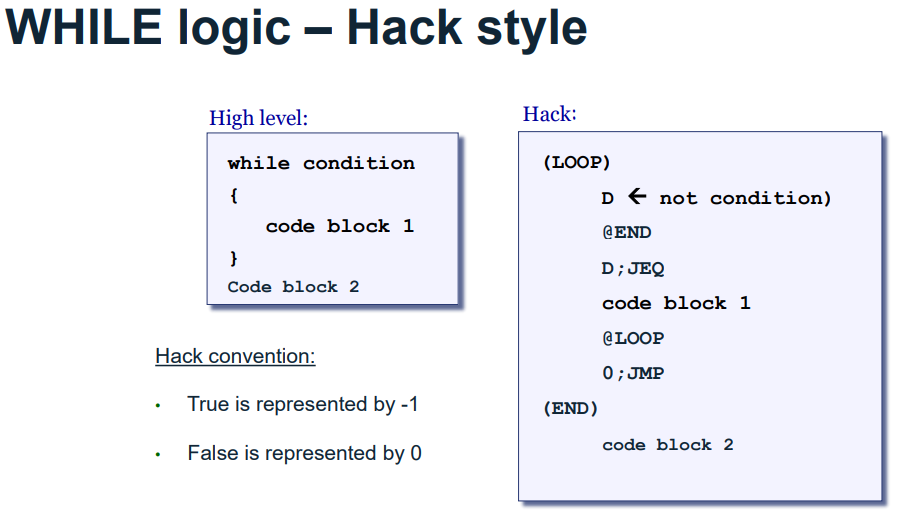 WHILE logic – Hack style
High level:
while condition
{
code block 1
}
Code block 2
Hack convention:
• True is represented by -1
• False is represented by 0
Hack:
(LOOP)
D ← not condition)
@END
D;JEQ
code block 1
@LOOP
0;JMP
(END)
code block 2